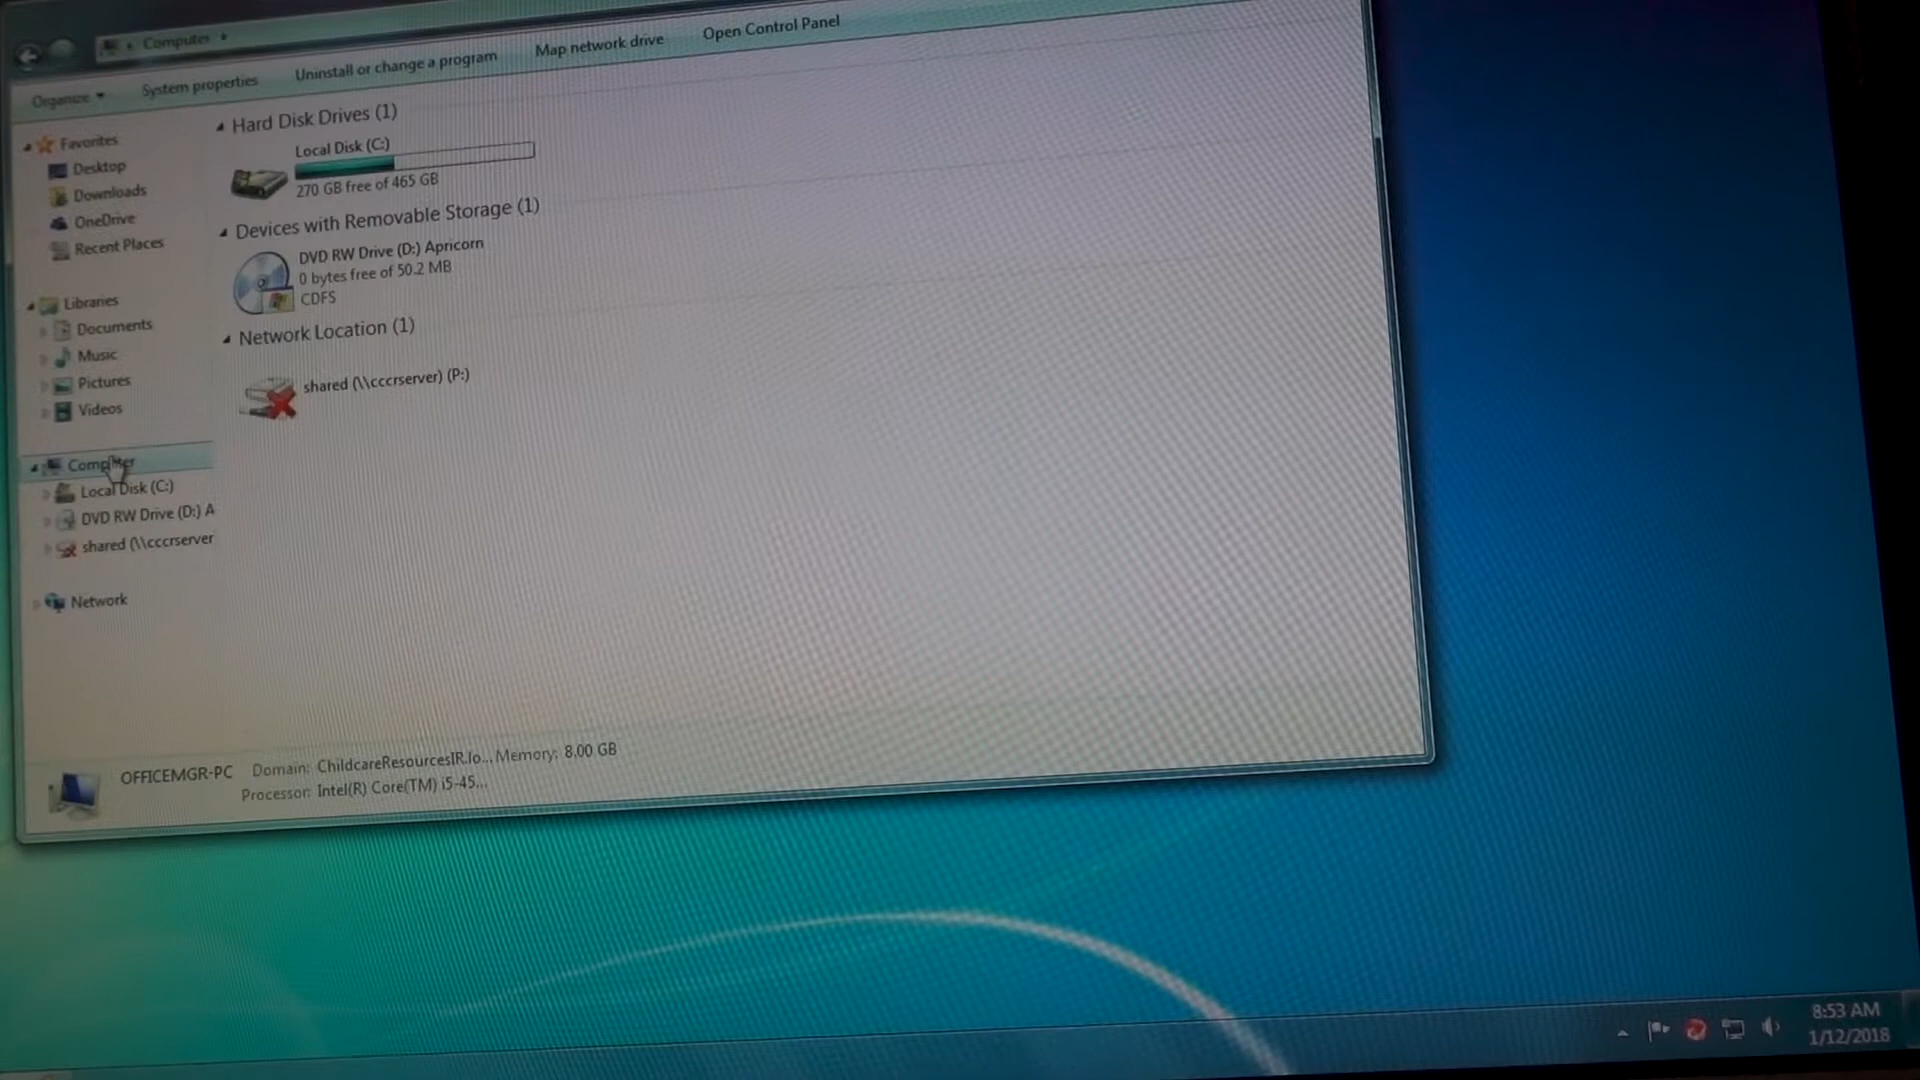 Computer
Organize
System properties
Uninstall or change a program
Map network drive
Open Control Panel
Favorites
Desktop
Downloads
OneDrive
Recent Places
Libraries
Documents
Music
Pictures
Videos
Computer
Local Disk (C:)
DVD RW Drive (D:) A
shared (\\cccrserver
Network
Hard Disk Drives (1)
Local Disk (C:)
270 GB free of 465 GB
Devices with Removable Storage (1)
DVD RW Drive (D:) Apricorn
0 bytes free of 50.2 MB
CDFS
Network Location (1)
shared (\\cccrserver) (P:)
OFFICEMGR-PC Domain: ChildcareResourcesIR.lo... Memory: 8.00 GB
Processor: Intel(R) Core(TM) i5-45...
8:53 AM
1/12/2018